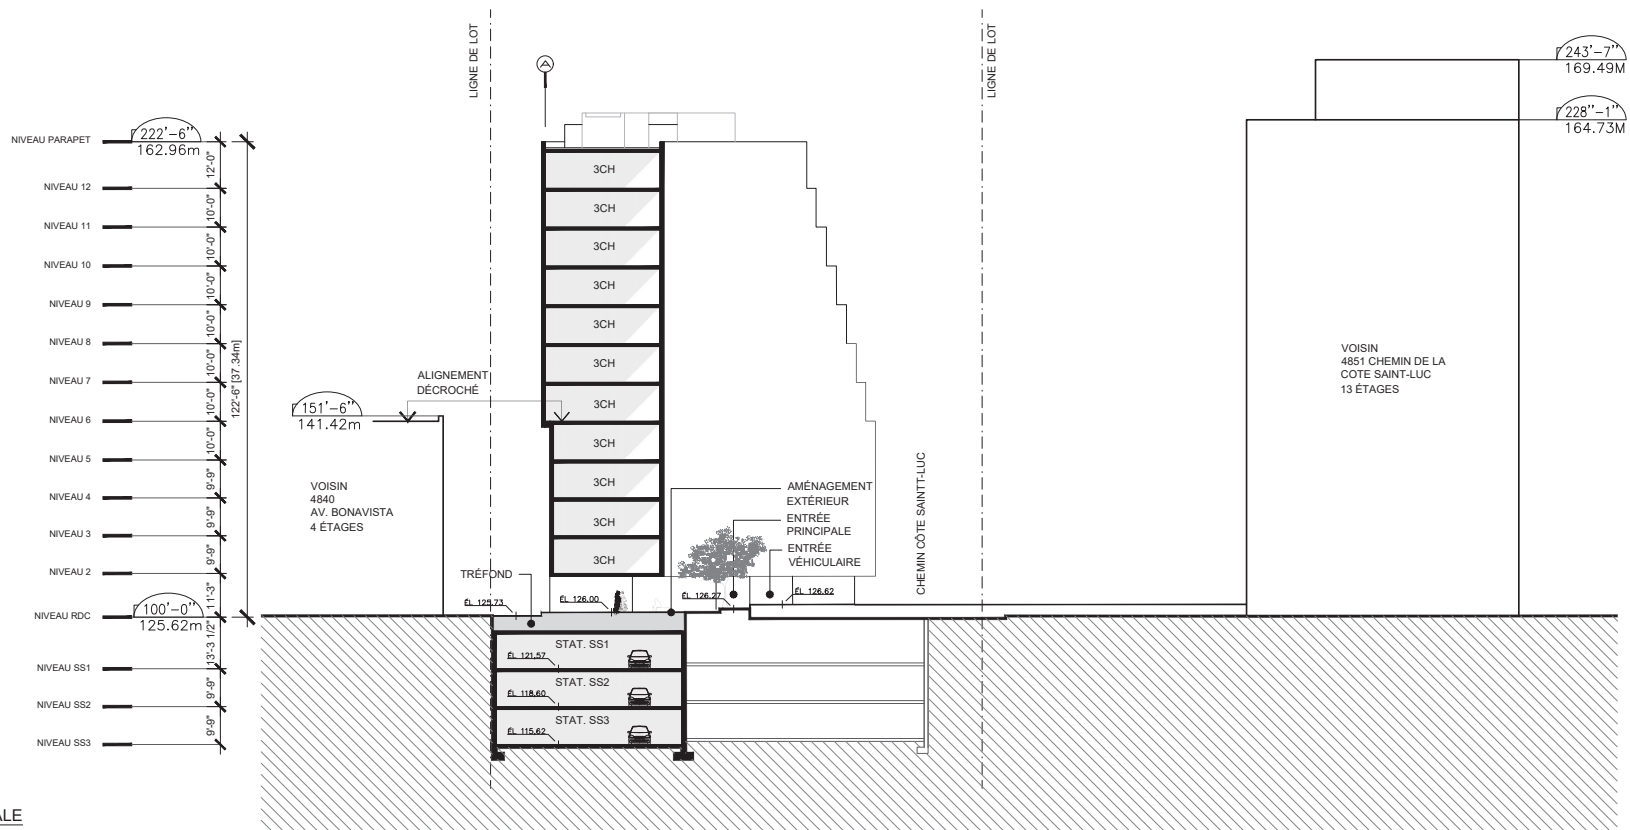 LIGNE DE LOT
LIGNE DE LOT
A
243'-7"
169.49M
228"-1"
164.73M
NIVEAU PARAPET
222'-6"
162.96m
12'-0"
NIVEAU 12
10'-0"
NIVEAU 11
10'-0"
NIVEAU 10
10'-0"
NIVEAU 9
10'-0"
NIVEAU 8
10'-0"
NIVEAU 7
10'-0"
NIVEAU 6
10'-0"
NIVEAU 5
9'-9"
NIVEAU 4
9'-9"
NIVEAU 3
9'-9"
NIVEAU 2
11'-3"
NIVEAU RDC
100'-0"
125.62m
13'-3 1/2"
NIVEAU SS1
9'-9"
NIVEAU SS2
9'-9"
NIVEAU SS3
122'-6" [37.34m]
3CH
3CH
3CH
3CH
3CH
3CH
3CH
3CH
3CH
3CH
3CH
ALIGNEMENT
DÉCROCHÉ
151'-6"
141.42m
VOISIN
4840
AV. BONAVISTA
4 ÉTAGES
VOISIN
4851 CHEMIN DE LA
COTE SAINT-LUC
13 ÉTAGES
AMÉNAGEMENT
EXTÉRIEUR
ENTRÉE
PRINCIPALE
ENTRÉE
VÉHICULAIRE
CHEMIN CÔTE SAINTT-LUC
TRÉFOND
ÉL 125.73
ÉL 126.00
ÉL 126.27
ÉL 126.62
STAT. SS1
ÉL 121.57
STAT. SS2
ÉL 118.60
STAT. SS3
ÉL 115.62
ALE